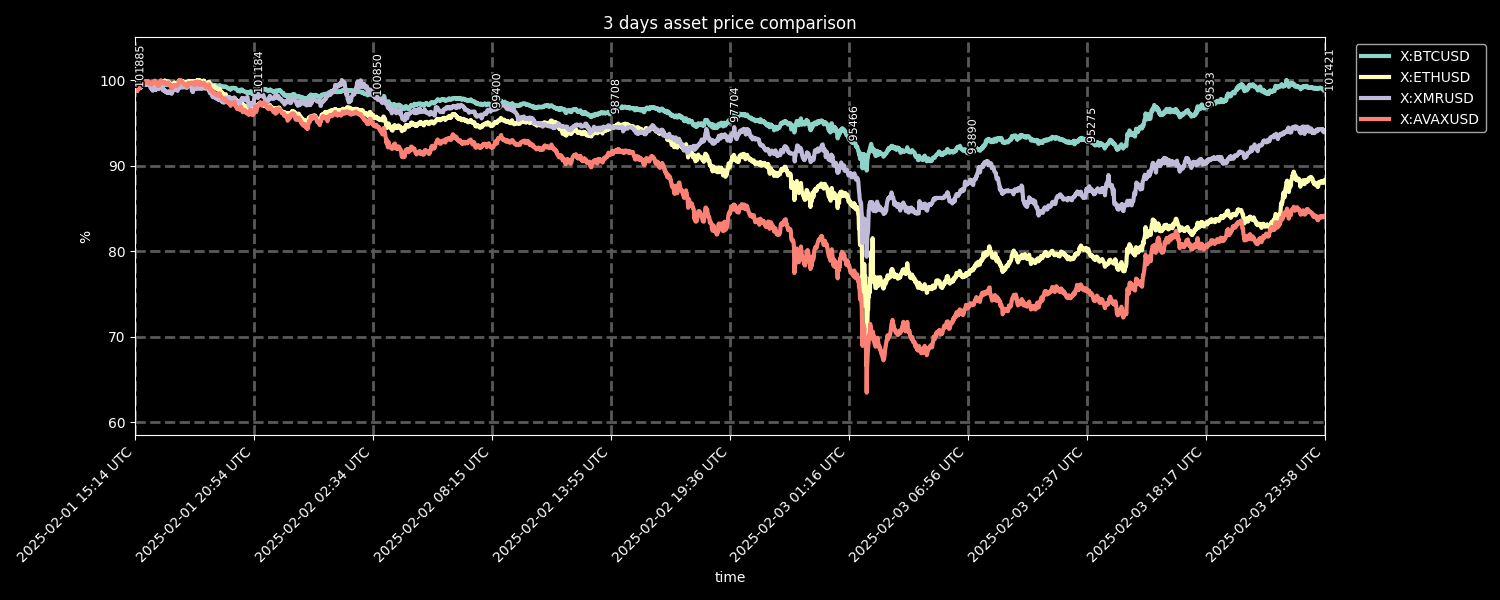 3 days asset price comparison
X:BTCUSD
X:ETHUSD
X:XMRUSD
X:AVAXUSD
101885
101184
100850
99400
98708
97704
95466
93890
95275
99533
101421
100
90
80
70
60
%
2025-02-01 15:14 UTC
2025-02-01 20:54 UTC
2025-02-02 02:34 UTC
2025-02-02 08:15 UTC
2025-02-02 13:55 UTC
2025-02-02 19:36 UTC
2025-02-03 01:16 UTC
2025-02-03 06:56 UTC
2025-02-03 12:37 UTC
2025-02-03 18:17 UTC
2025-02-03 23:58 UTC
time